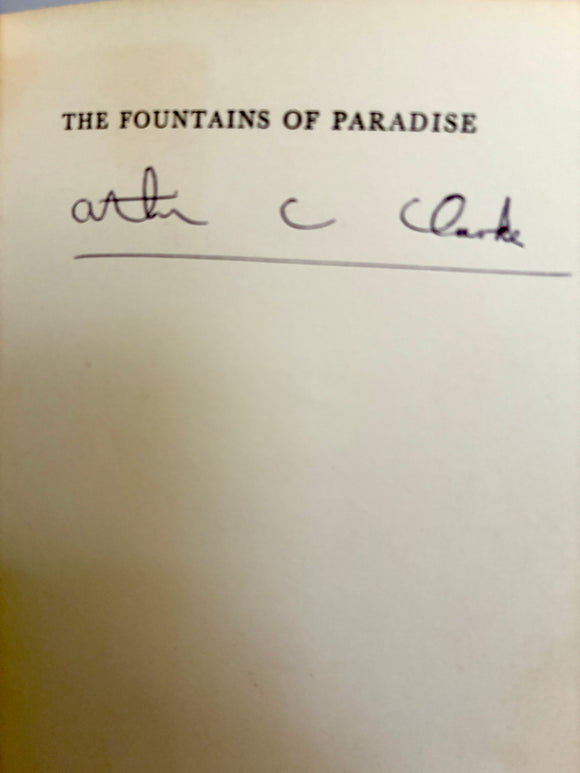 THE FOUNTAINS OF PARADISE
Arthur C Clarke